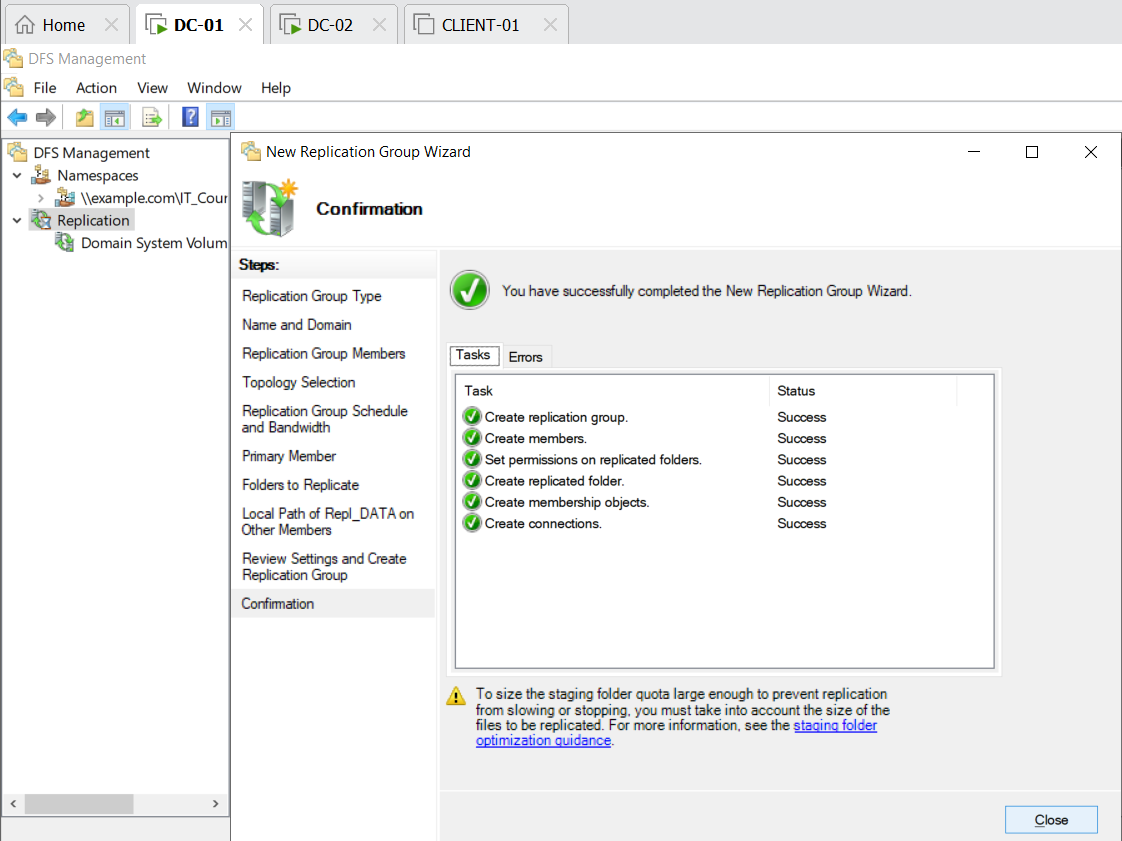 Home
DC-01
DC-02
CLIENT-01
DFS Management
File Action View Window Help
DFS Management
Namespaces
\\example.com\IT_Cour
Replication
Domain System Volum
New Replication Group Wizard
Confirmation
Steps:
Replication Group Type
Name and Domain
Replication Group Members
Topology Selection
Replication Group Schedule
and Bandwidth
Primary Member
Folders to Replicate
Local Path of Repl_DATA on
Other Members
Review Settings and Create
Replication Group
Confirmation
You have successfully completed the New Replication Group Wizard.
Tasks Errors
Task Status
Create replication group. Success
Create members. Success
Set permissions on replicated folders. Success
Create replicated folder. Success
Create membership objects. Success
Create connections. Success
To size the staging folder quota large enough to prevent replication
from slowing or stopping, you must take into account the size of the
files to be replicated. For more information, see the staging folder
optimization guidance.
Close